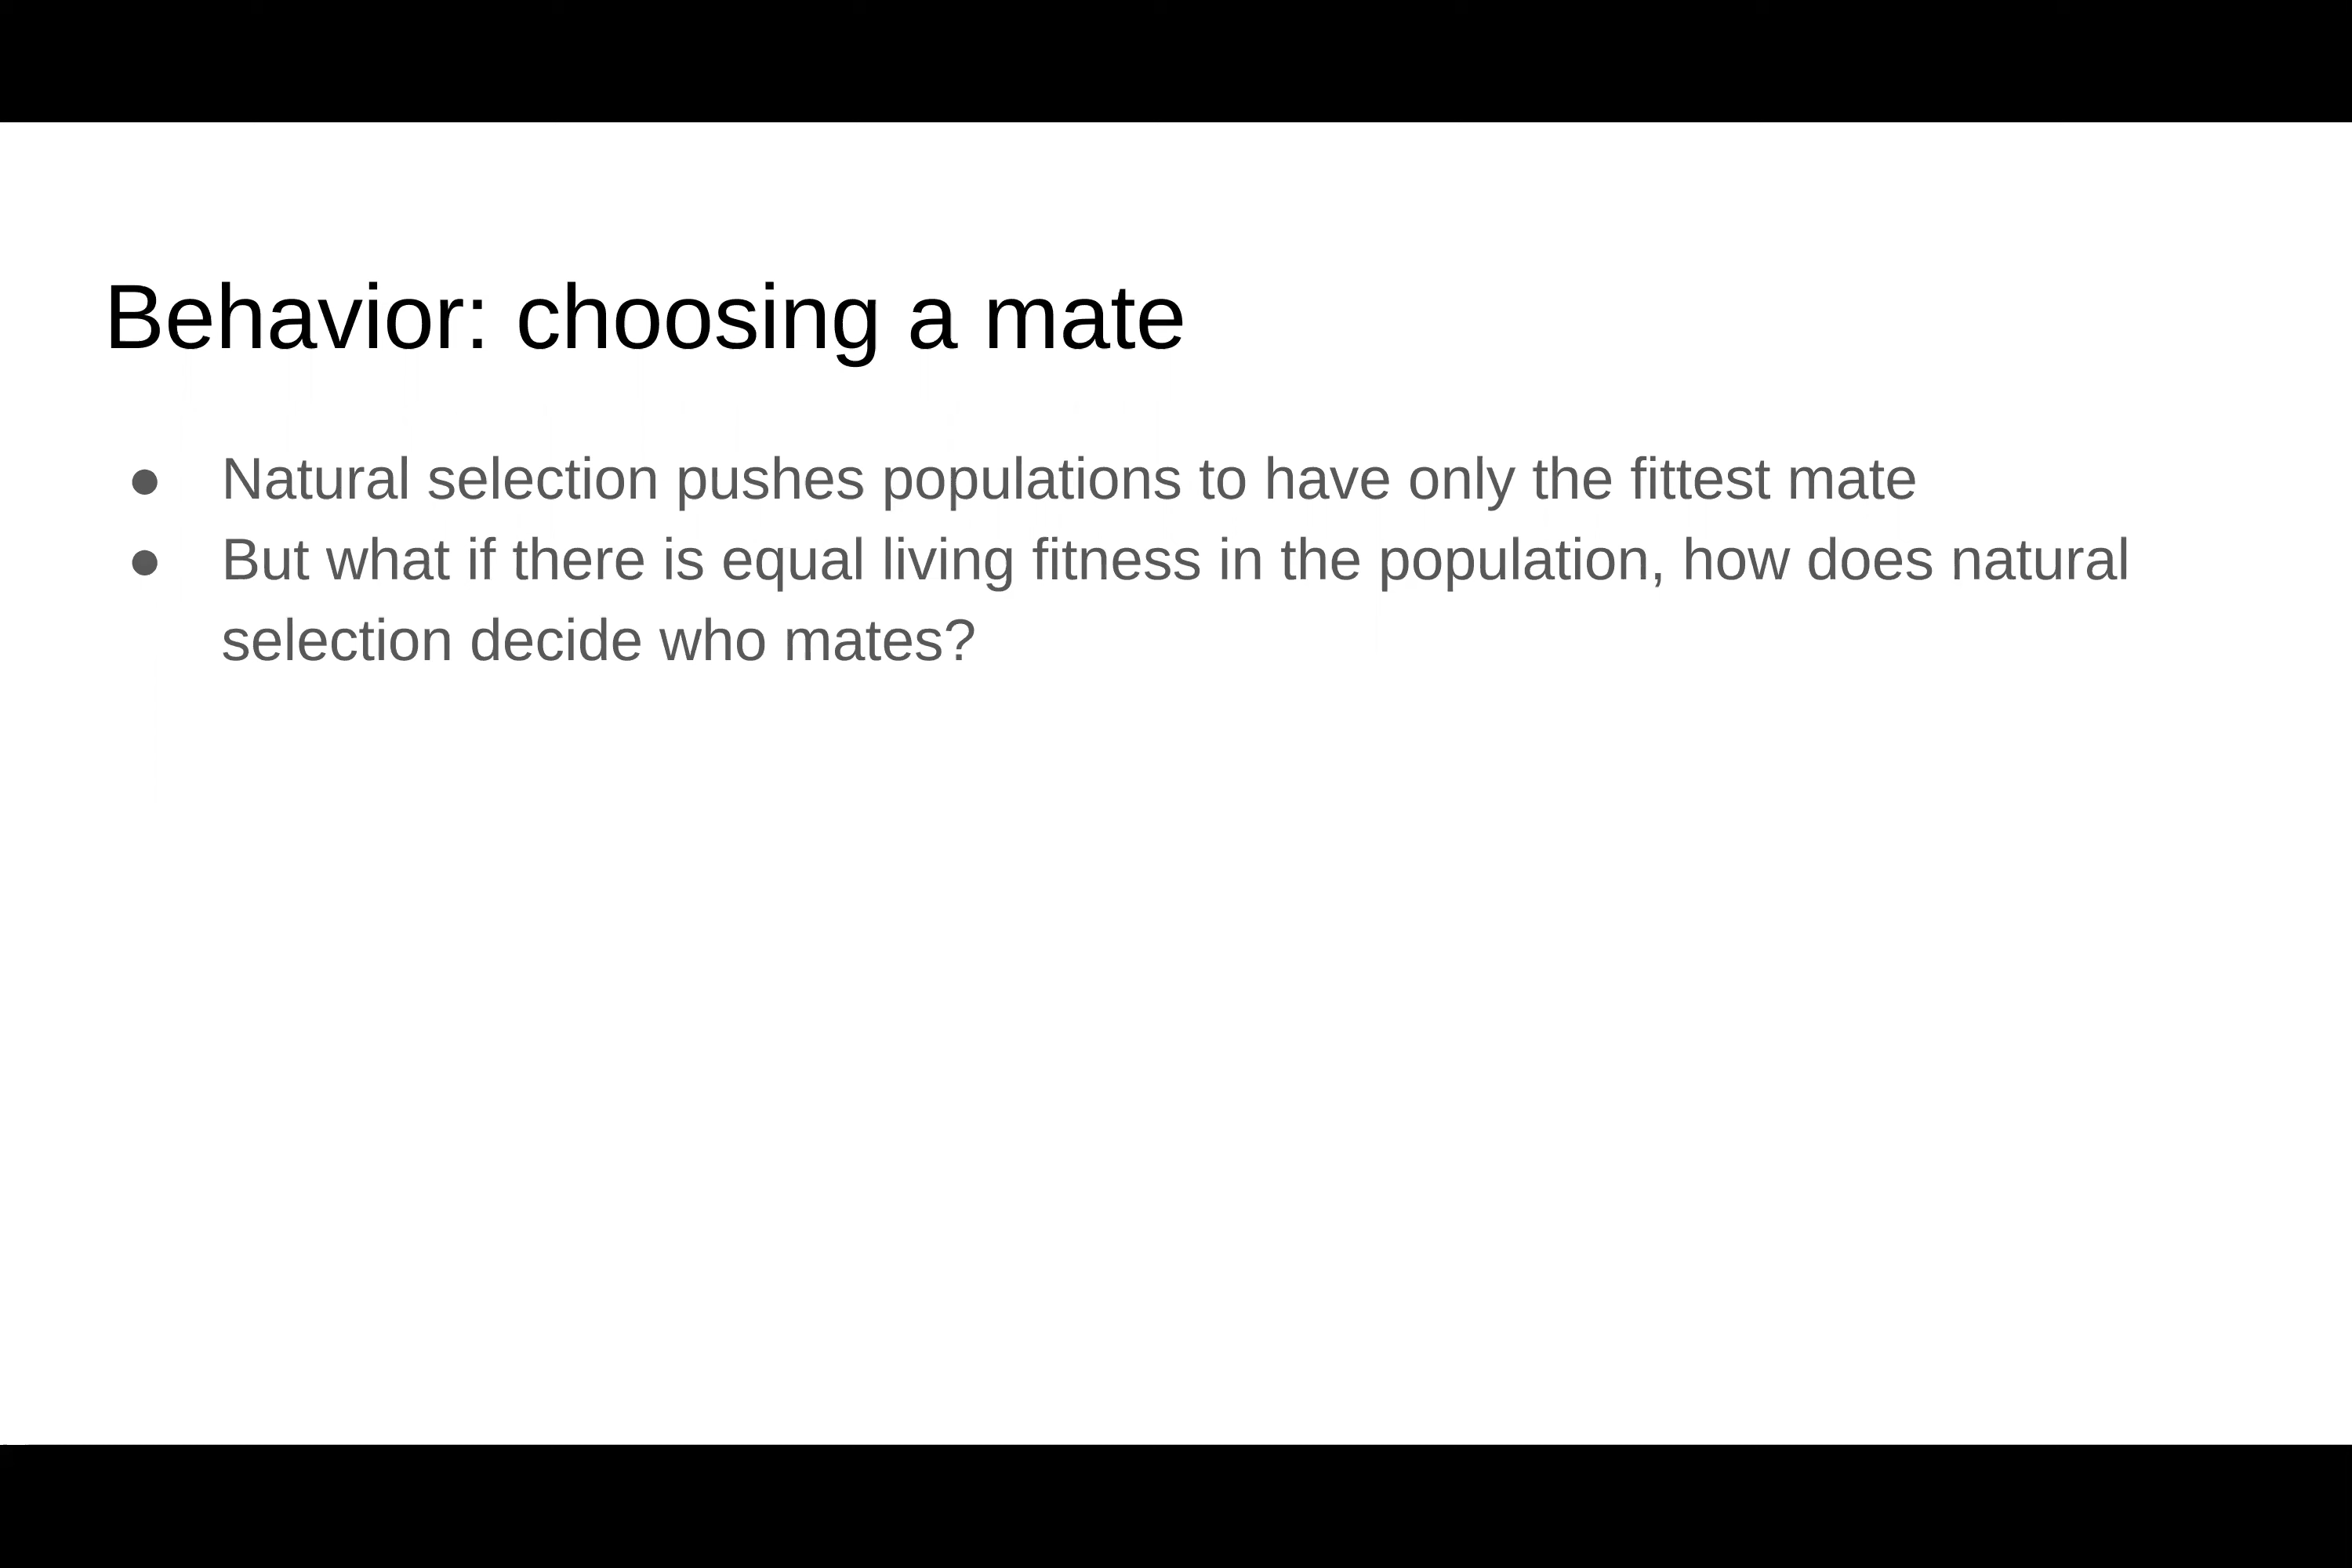 Behavior: choosing a mate
● Natural selection pushes populations to have only the fittest mate
● But what if there is equal living fitness in the population, how does natural
selection decide who mates?